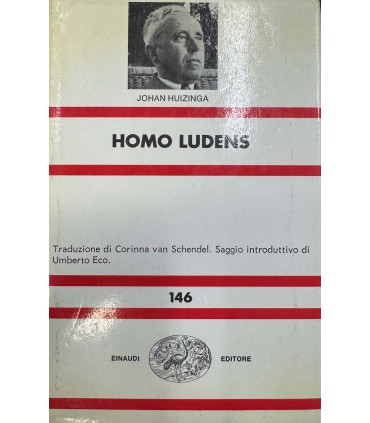 JOHAN HUIZINGA
HOMO LUDENS
Traduzione di Corinna van Schendel. Saggio introduttivo di
Umberto Eco.
146
EINAUDI EDITORE